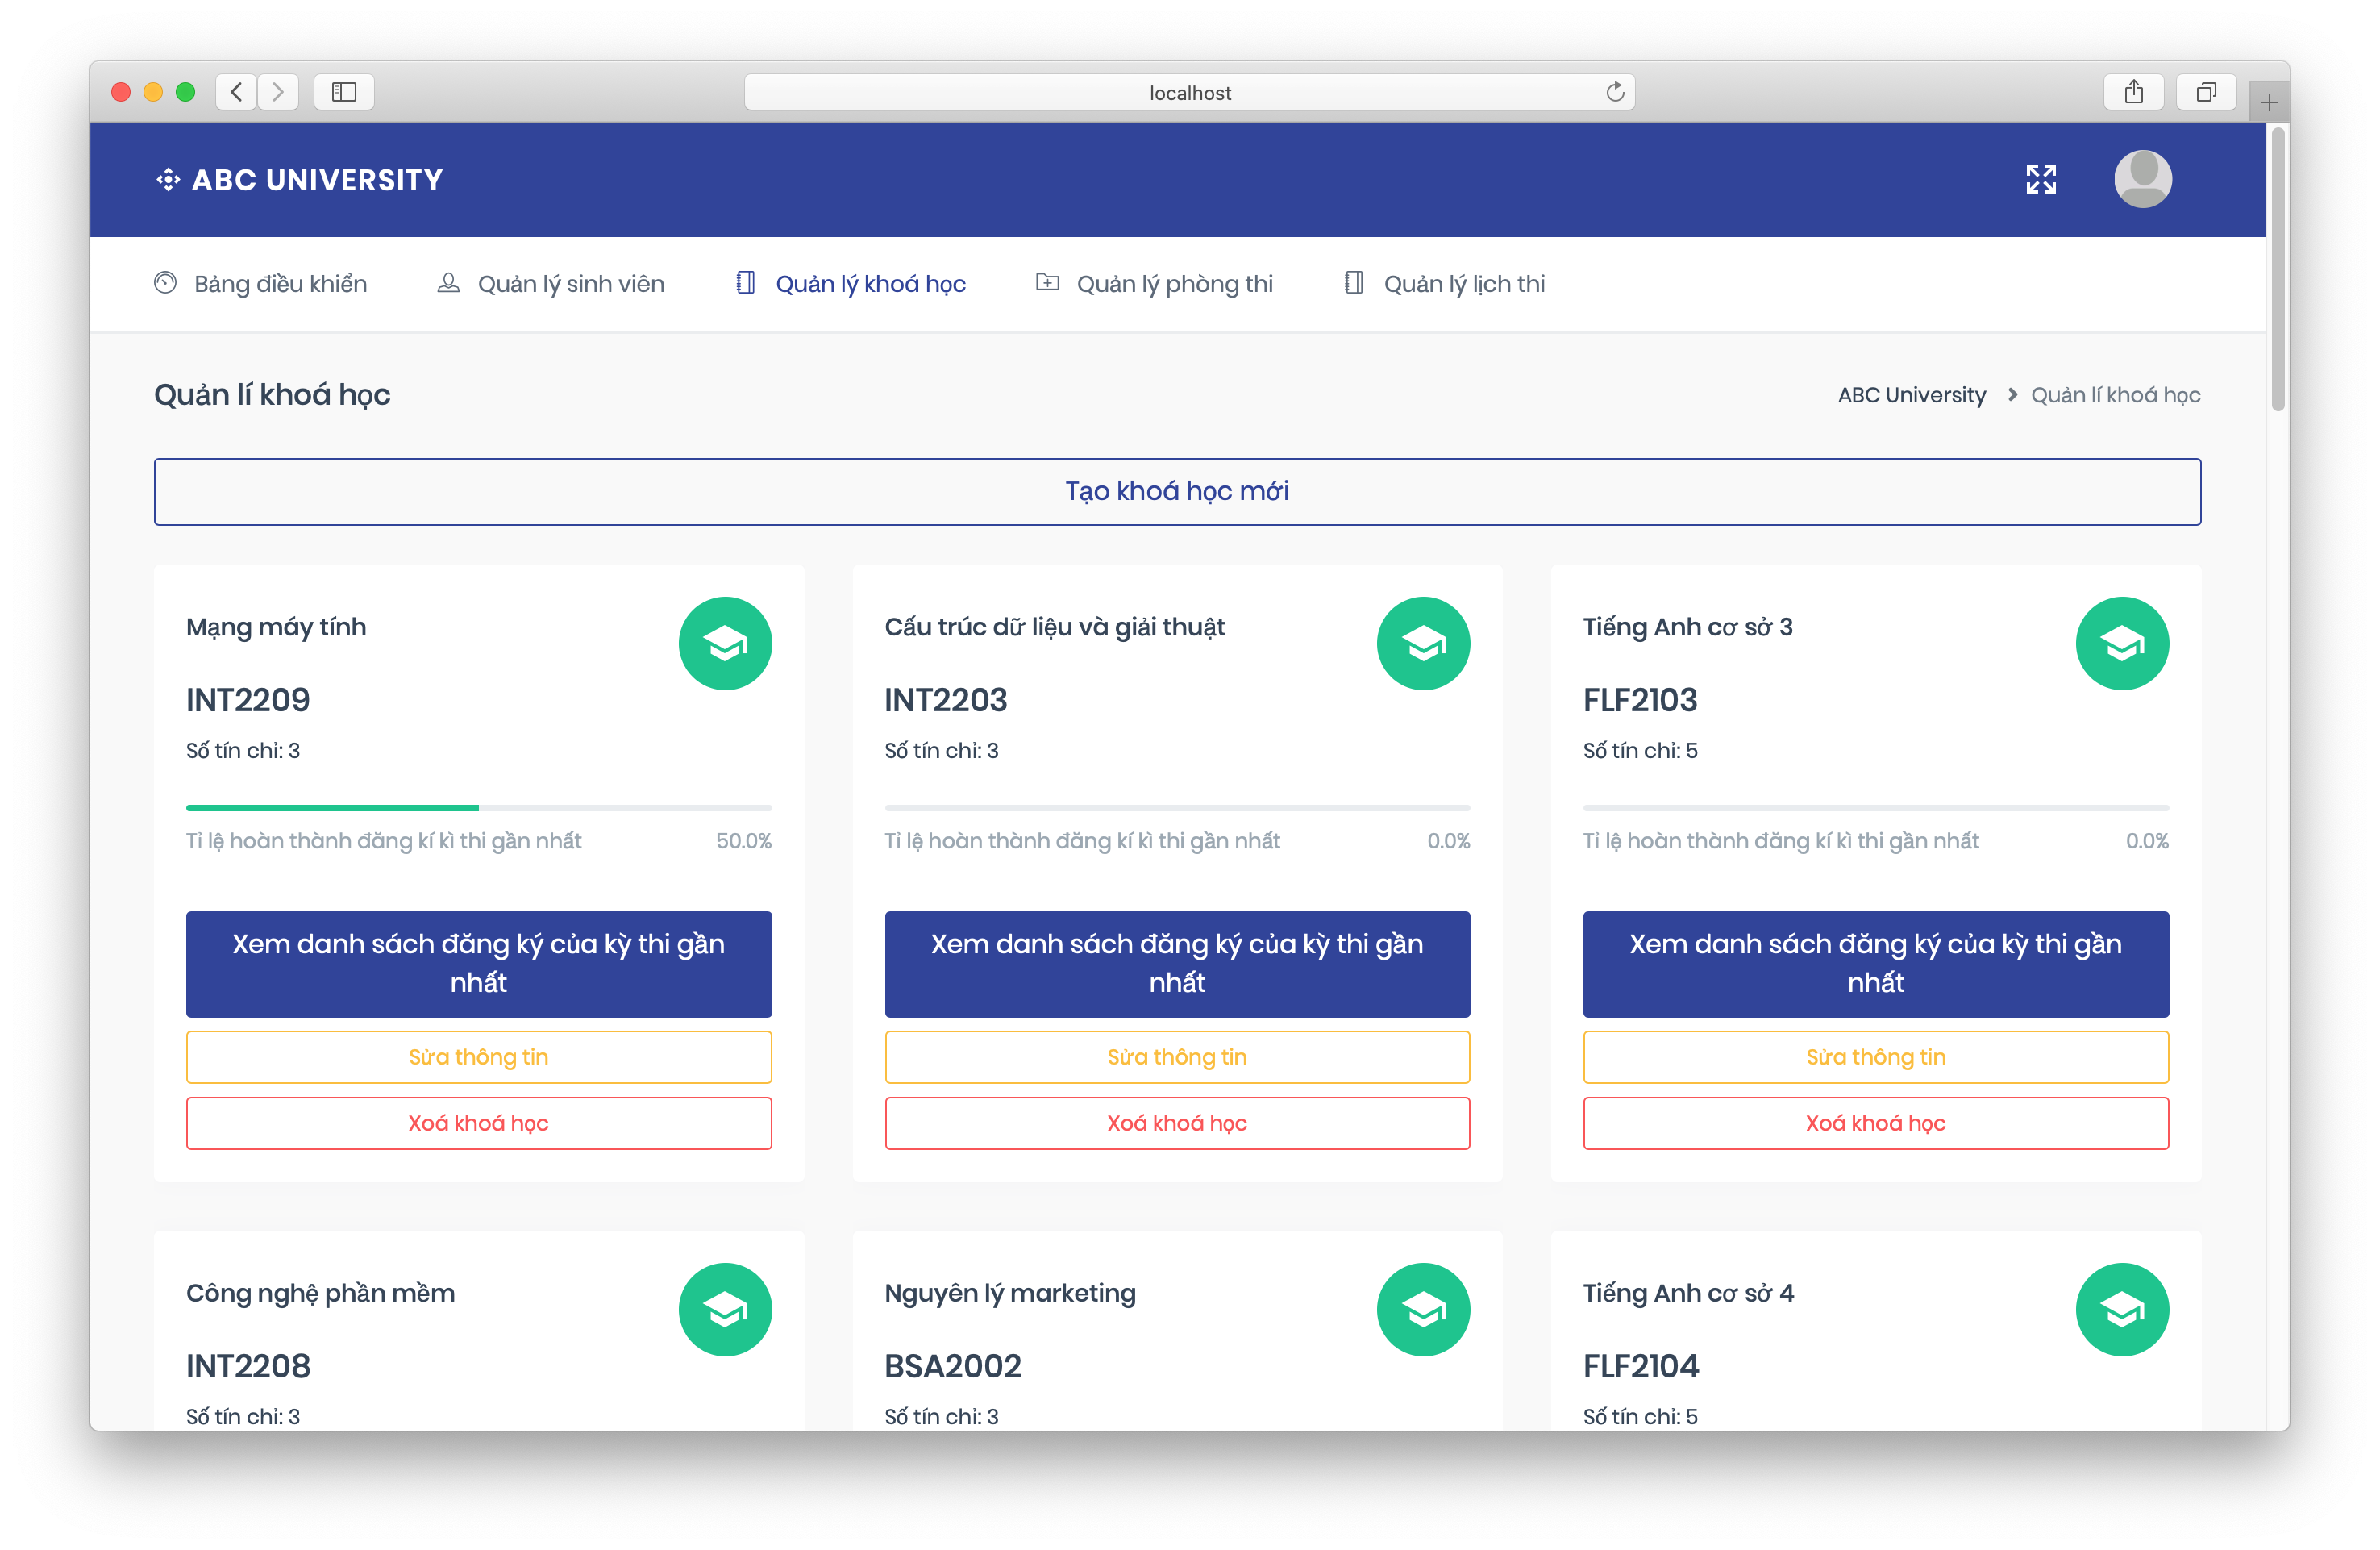 localhost
ABC UNIVERSITY
Bảng điều khiển
Quản lý sinh viên
Quản lý khoá học
Quản lý phòng thi
Quản lý lịch thi
Quản lí khoá học
ABC University > Quản lí khoá học
Tạo khoá học mới
Mạng máy tính
INT2209
Số tín chỉ: 3
Tỉ lệ hoàn thành đăng kí kì thi gần nhất 50.0%
Xem danh sách đăng ký của kỳ thi gần
nhất
Sửa thông tin
Xoá khoá học
Cấu trúc dữ liệu và giải thuật
INT2203
Số tín chỉ: 3
Tỉ lệ hoàn thành đăng kí kì thi gần nhất 0.0%
Xem danh sách đăng ký của kỳ thi gần
nhất
Sửa thông tin
Xoá khoá học
Tiếng Anh cơ sở 3
FLF2103
Số tín chỉ: 5
Tỉ lệ hoàn thành đăng kí kì thi gần nhất 0.0%
Xem danh sách đăng ký của kỳ thi gần
nhất
Sửa thông tin
Xoá khoá học
Công nghệ phần mềm
INT2208
Số tín chỉ: 3
Nguyên lý marketing
BSA2002
Số tín chỉ: 3
Tiếng Anh cơ sở 4
FLF2104
Số tín chỉ: 5